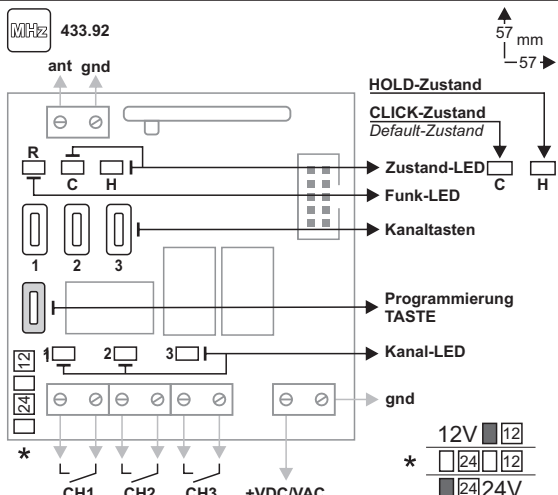 MHz 433.92
57 mm
57
ant gnd
HOLD-Zustand
CLICK-Zustand
Default-Zustand
R C H
Zustand-LED
C H
Funk-LED
Kanaltasten
1 2 3
Programmierung
TASTE
12
24
1 2 3
Kanal-LED
gnd
*
CH1 CH2 CH3 +VDC/VAC
12V 12
* 24 12
24 24V